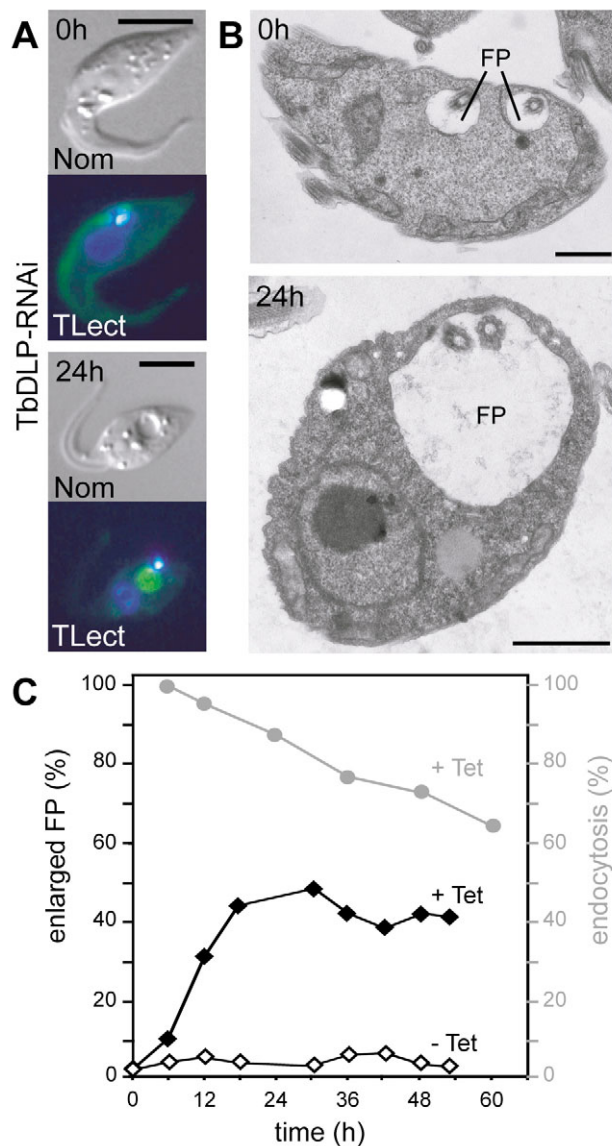 A
0h
Nom
TLect
TbDLP-RNAi
24h
Nom
TLect
B
0h
FP
24h
FP
C
100
80
60
40
20
0
enlarged FP (%)
+ Tet
+ Tet
- Tet
100
80
60
40
20
0
endocytosis (%)
0 12 24 36 48 60
time (h)